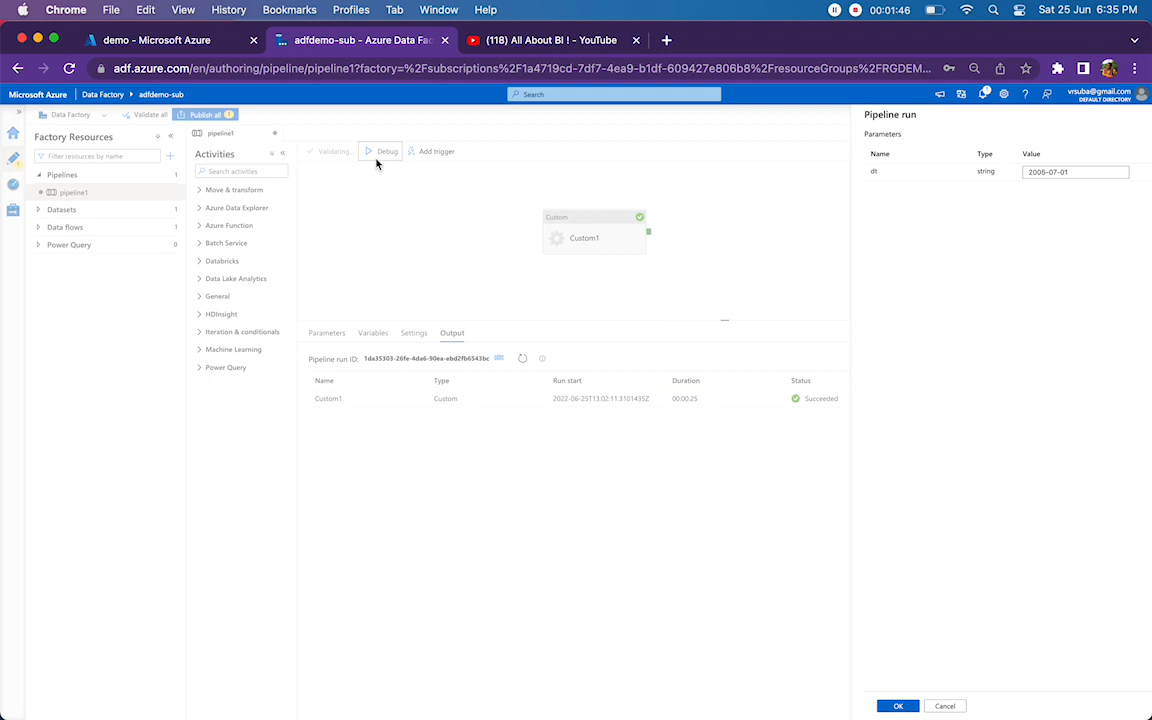 Chrome File Edit View History Bookmarks Profiles Tab Window Help 00:01:46 Sat 25 Jun 6:35 PM
demo - Microsoft Azure adfdemo-sub - Azure Data Fac (118) All About BI ! - YouTube
adf.azure.com/en/authoring/pipeline/pipeline1?factory=%2Fsubscriptions%2F1a4719cd-7df7-4ea9-b1df-609427e806b8%2FresourceGroups%2FRGDEM...
Microsoft Azure Data Factory adfdemo-sub Search 1 vrsuba@gmail.com
DEFAULT DIRECTORY
Data Factory Validate all Publish all 1
Pipeline run
Factory Resources
pipeline1
Parameters
Filter resources by name
Activities
Validating... Debug Add trigger
Name Type Value
Search activities
dt string 2005-07-01
Pipelines 1
pipeline1
Datasets 1
Data flows 1
Power Query 0
Move & transform
Azure Data Explorer
Azure Function
Batch Service
Databricks
Data Lake Analytics
General
HDInsight
Iteration & conditionals
Machine Learning
Power Query
Custom
Custom1
Parameters Variables Settings Output
Pipeline run ID: 1da35303-26fe-4da6-90ea-ebd2fb6543bc
Name Type Run start Duration Status
Custom1 Custom 2022-06-25T13:02:11.3101435Z 00:00:25 Succeeded
OK Cancel